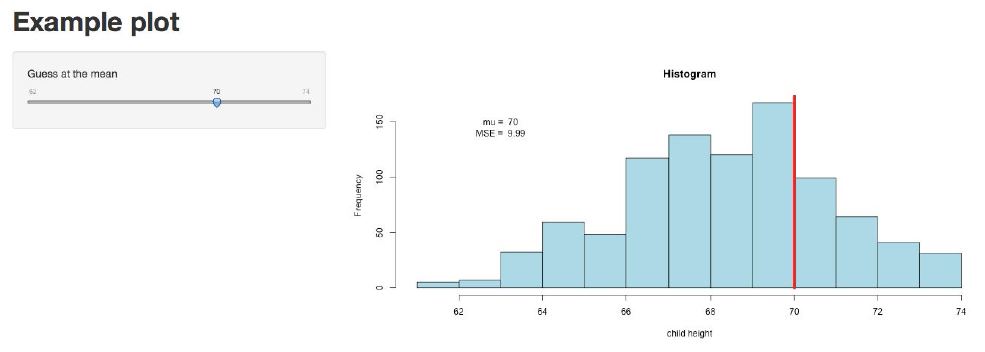 Example plot
Guess at the mean
62 70 74
Histogram
mu = 70
MSE = 9.99
Frequency
0 50 100 150
62 64 66 68 70 72 74
child height